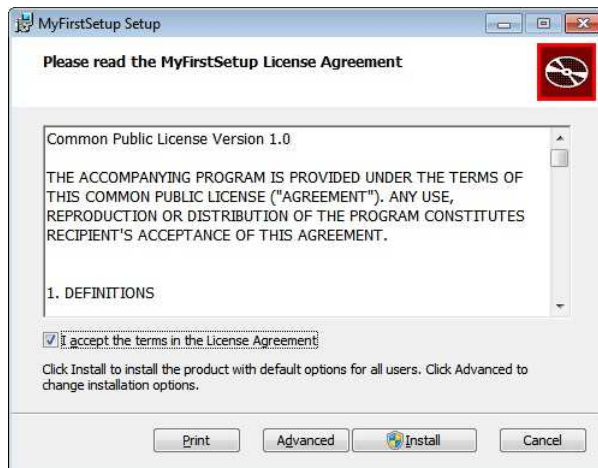 MyFirstSetup Setup
Please read the MyFirstSetup License Agreement
Common Public License Version 1.0
THE ACCOMPANYING PROGRAM IS PROVIDED UNDER THE TERMS OF
THIS COMMON PUBLIC LICENSE ("AGREEMENT"). ANY USE,
REPRODUCTION OR DISTRIBUTION OF THE PROGRAM CONSTITUTES
RECIPIENT'S ACCEPTANCE OF THIS AGREEMENT.
1. DEFINITIONS
I accept the terms in the License Agreement
Click Install to install the product with default options for all users. Click Advanced to
change installation options.
Print Advanced Install Cancel